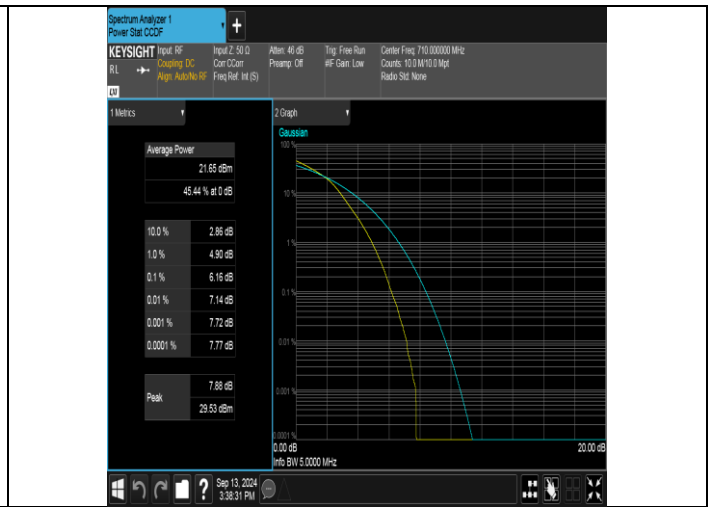 Spectrum Analyzer 1
Power Stat CCDF
+
KEYSIGHT Input: RF Input Z: 50 Ω Atten: 46 dB Trig: Free Run Center Freq: 710.000000 MHz
RL Coupling: DC Corr CCorr Preamp: Off #IF Gain: Low Counts: 10.0 M/10.0 Mpt
Align: Auto/No RF Freq Ref: Int (S) Radio Std: None
1 Metrics
2 Graph
Gaussian
Average Power
21.65 dBm
45.44 % at 0 dB
10.0 % 2.86 dB
1.0 % 4.90 dB
0.1 % 6.16 dB
0.01 % 7.14 dB
0.001 % 7.72 dB
0.0001 % 7.77 dB
Peak 7.88 dB
29.53 dBm
100 %
10 %
1 %
0.1 %
0.01 %
0.001 %
0.0001 %
0.00 dB 20.00 dB
Info BW 5.0000 MHz
? Sep 13, 2024
3:38:31 PM